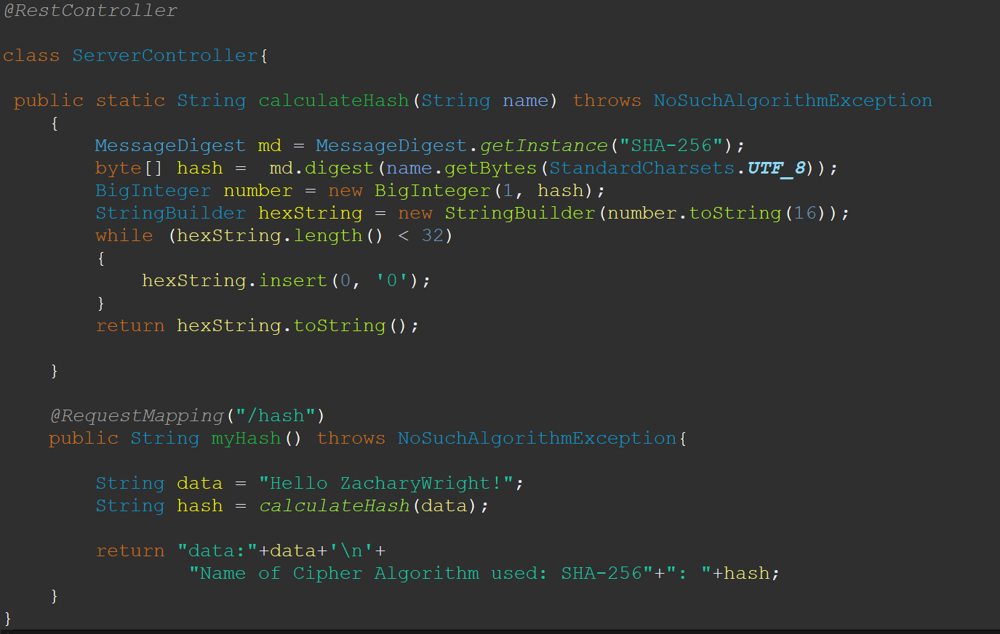 @RestController
class ServerController{
public static String calculateHash(String name) throws NoSuchAlgorithmException
{
MessageDigest md = MessageDigest.getInstance("SHA-256");
byte[] hash =  md.digest(name.getBytes(StandardCharsets.UTF_8));
BigInteger number = new BigInteger(1, hash);
StringBuilder hexString = new StringBuilder(number.toString(16));
while (hexString.length() < 32)
{
hexString.insert(0, '0');
}
return hexString.toString();
}
@RequestMapping("/hash")
public String myHash() throws NoSuchAlgorithmException{
String data = "Hello ZacharyWright!";
String hash = calculateHash(data);
return "data:"+data+'\n'+
"Name of Cipher Algorithm used: SHA-256"+": "+hash;
}
}